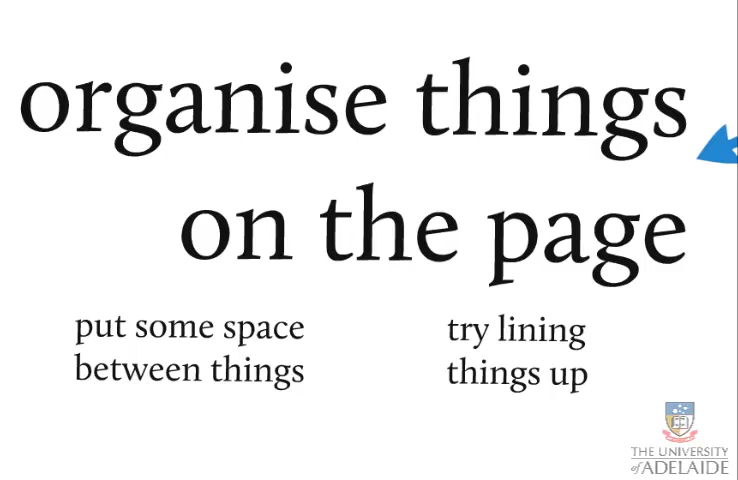 organise things
on the page
put some space
between things
try lining
things up
THE UNIVERSITY
of ADELAIDE